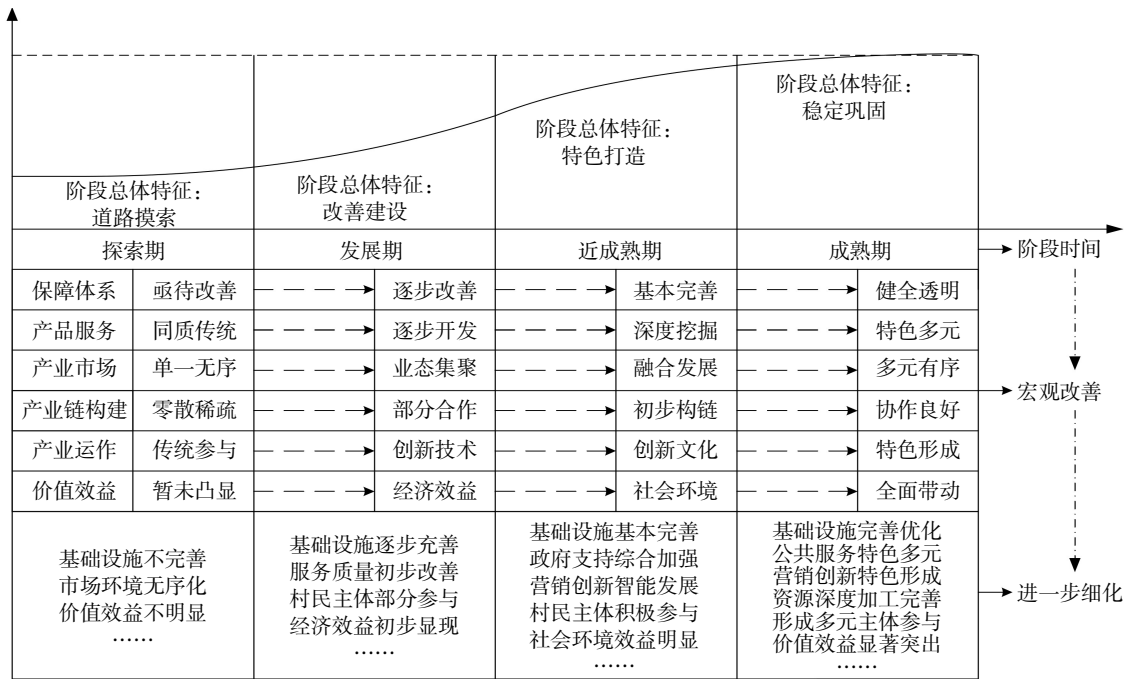 阶段总体特征：
道路摸索
阶段总体特征：
改善建设
阶段总体特征：
特色打造
阶段总体特征：
稳定巩固
探索期 发展期 近成熟期 成熟期 阶段时间
保障体系 亟待改善 逐步改善 基本完善 健全透明
产品服务 同质传统 逐步开发 深度挖掘 特色多元
产业市场 单一无序 业态集聚 融合发展 多元有序
产业链构建 零散稀疏 部分合作 初步构链 协作良好
宏观改善
产业运作 传统参与 创新技术 创新文化 特色形成
价值效益 暂未凸显 经济效益 社会环境 全面带动
基础设施不完善
市场环境无序化
价值效益不明显
……
基础设施逐步充善
服务质量初步改善
村民主体部分参与
经济效益初步显现
……
基础设施基本完善
政府支持综合加强
营销创新智能发展
村民主体积极参与
社会环境效益明显
……
基础设施完善优化
公共服务特色多元
营销创新特色形成
资源深度加工完善
形成多元主体参与
价值效益显著突出
……
进一步细化